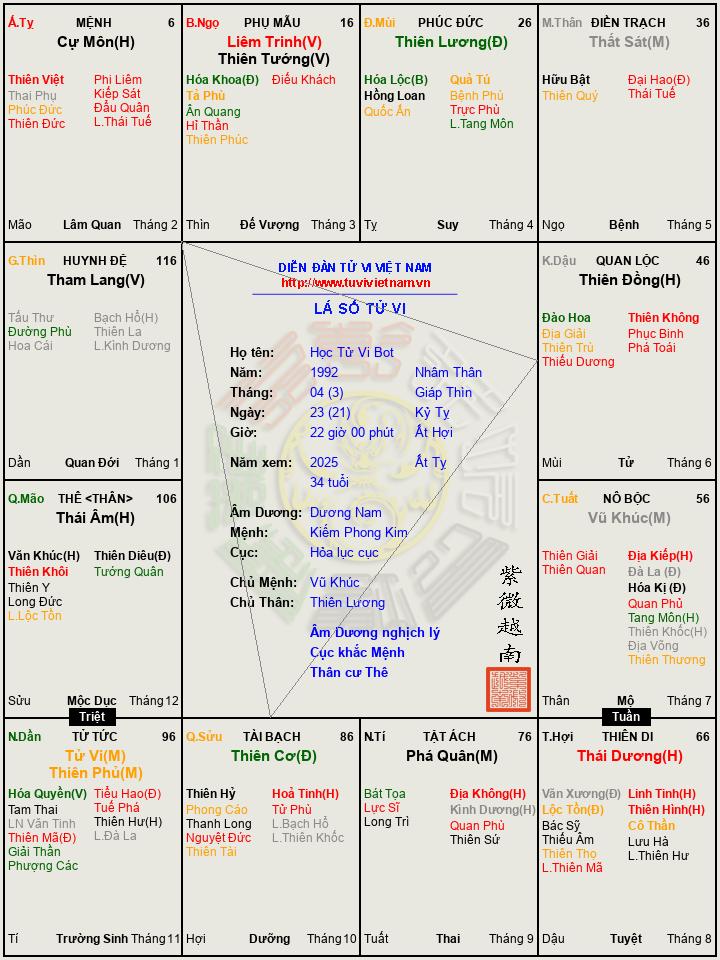 Á.Tỵ MỆNH 6
Cự Môn(H)
Thiên Việt
Thai Phụ
Phúc Đức
Thiên Đức
Phi Liêm
Kiếp Sát
Đẩu Quân
L.Thái Tuế
Mão Lâm Quan Tháng 2
B.Ngọ PHỤ MẪU 16
Liêm Trinh(V)
Thiên Tướng(V)
Hóa Khoa(Đ)
Tả Phù
Ân Quang
Hỉ Thần
Thiên Phúc
Điếu Khách
Thìn Đế Vượng Tháng 3
Đ.Mùi PHÚC ĐỨC 26
Thiên Lương(Đ)
Hóa Lộc(B)
Hồng Loan
Quốc Ấn
Quả Tú
Bệnh Phù
Trực Phù
L.Tang Môn
Tỵ Suy Tháng 4
M.Thân ĐIỀN TRẠCH 36
Thất Sát(M)
Hữu Bật
Thiên Quý
Đại Hao(Đ)
Thái Tuế
Ngọ Bệnh Tháng 5
G.Thìn HUYNH ĐỆ 116
Tham Lang(V)
Tấu Thư
Đường Phù
Hoa Cái
Bạch Hổ(H)
Thiên La
L.Kình Dương
Dần Quan Đới Tháng 1
DIỄN ĐÀN TỬ VI VIỆT NAM
http://www.tuvivietnam.vn
LÁ SỐ TỬ VI
Họ tên: Học Tử Vi Bot
Năm: 1992 Nhâm Thân
Tháng: 04 (3) Giáp Thìn
Ngày: 23 (21) Kỷ Tỵ
Giờ: 22 giờ 00 phút Ất Hợi
Năm xem: 2025 Ất Tỵ
34 tuổi
Âm Dương: Dương Nam
Mệnh: Kiếm Phong Kim
Cục: Hỏa lục cục
Chủ Mệnh: Vũ Khúc
Chủ Thân: Thiên Lương
Âm Dương nghịch lý
Cục khắc Mệnh
Thân cư Thê
紫
微
越
南
K.Dậu QUAN LỘC 46
Thiên Đồng(H)
Đào Hoa
Địa Giải
Thiên Trù
Thiếu Dương
Thiên Không
Phục Binh
Phá Toái
Mùi Tử Tháng 6
Q.Mão THÊ <THÂN> 106
Thái Âm(H)
Văn Khúc(H)
Thiên Khôi
Thiên Y
Long Đức
L.Lộc Tồn
Thiên Diêu(Đ)
Tướng Quân
Sửu Mộc Dục Tháng 12
Triệt
C.Tuất NÔ BỘC 56
Vũ Khúc(M)
Thiên Giải
Thiên Quan
Địa Kiếp(H)
Đà La (Đ)
Hóa Kị (Đ)
Quan Phủ
Tang Môn(H)
Thiên Khốc(H)
Địa Võng
Thiên Thương
Thân Mộ Tháng 7
Tuần
N.Dần TỬ TỨC 96
Tử Vi(M)
Thiên Phủ(M)
Hóa Quyền(V)
Tam Thai
LN Văn Tinh
Thiên Mã(Đ)
Giải Thần
Phượng Các
Tiểu Hao(Đ)
Tuế Phá
Thiên Hư(H)
L.Đà La
Tí Trường Sinh Tháng 11
Q.Sửu TÀI BẠCH 86
Thiên Cơ(Đ)
Thiên Hỷ
Phong Cáo
Thanh Long
Nguyệt Đức
Thiên Tài
Hoả Tinh(H)
Tử Phù
L.Bạch Hổ
L.Thiên Khốc
Hợi Dưỡng Tháng 10
N.Tí TẬT ÁCH 76
Phá Quân(M)
Bát Tọa
Lực Sĩ
Long Trì
Địa Không(H)
Kình Dương(H)
Quan Phù
Thiên Sứ
Tuất Thai Tháng 9
T.Hợi THIÊN DI 66
Thái Dương(H)
Văn Xương(Đ)
Lộc Tồn(Đ)
Bác Sỹ
Thiếu Âm
Thiên Thọ
L.Thiên Mã
Linh Tinh(H)
Thiên Hình(H)
Cô Thần
Lưu Hà
L.Thiên Hư
Dậu Tuyệt Tháng 8